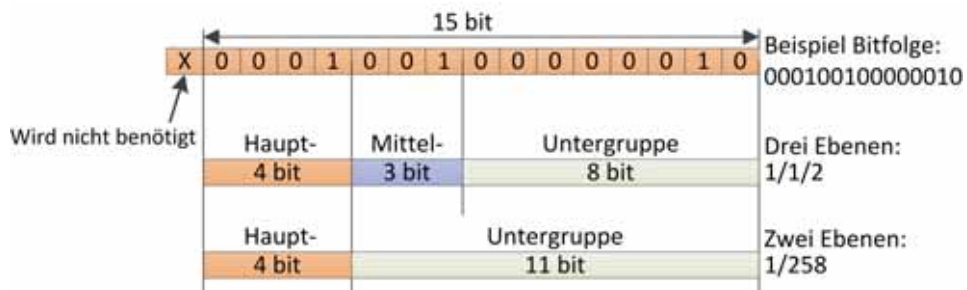 15 bit
X 0 0 0 1 0 0 1 0 0 0 0 0 0 1 0
Beispiel Bitfolge:
000100100000010
Wird nicht benötigt
Haupt- Mittel- Untergruppe
4 bit 3 bit 8 bit
Drei Ebenen:
1/1/2
Haupt- Untergruppe
4 bit 11 bit
Zwei Ebenen:
1/258